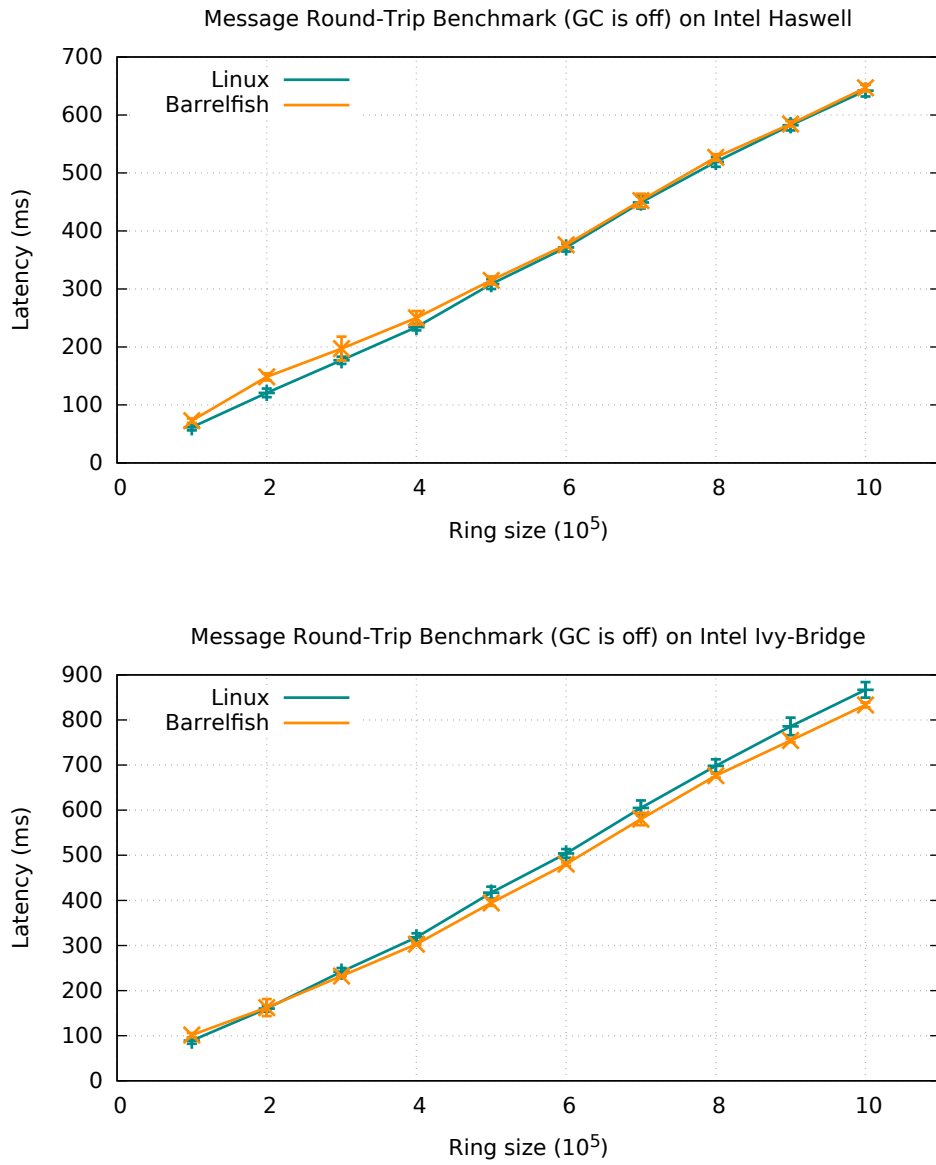 Message Round-Trip Benchmark (GC is off) on Intel Haswell
700
600
500
400
300
200
100
0
Latency (ms)
Linux
Barrelfish
0 2 4 6 8 10
Ring size (10⁵)
Message Round-Trip Benchmark (GC is off) on Intel Ivy-Bridge
900
800
700
600
500
400
300
200
100
0
Latency (ms)
Linux
Barrelfish
0 2 4 6 8 10
Ring size (10⁵)